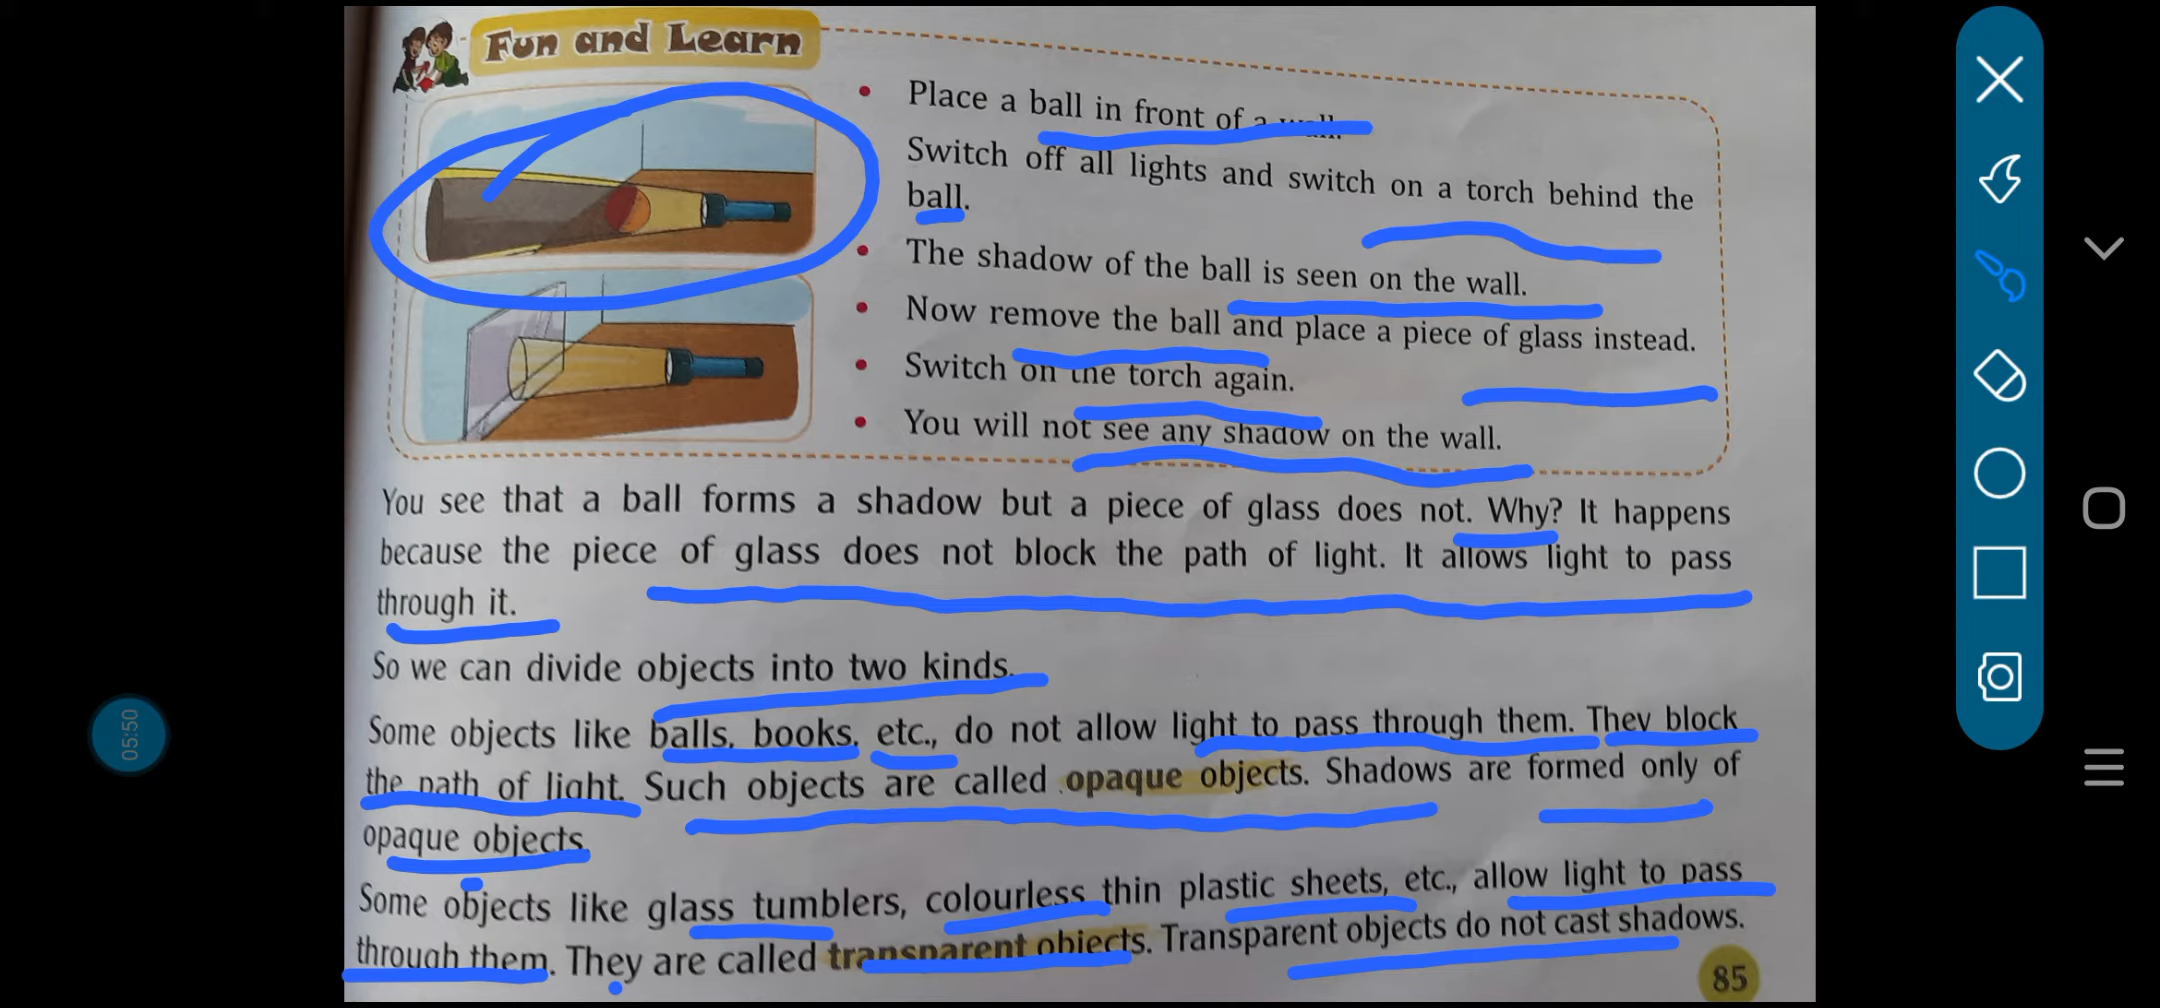 Fun and Learn
Place a ball in front of a wall.
Switch off all lights and switch on a torch behind the
ball.
The shadow of the ball is seen on the wall.
Now remove the ball and place a piece of glass instead.
Switch on the torch again.
You will not see any shadow on the wall.
You see that a ball forms a shadow but a piece of glass does not. Why? It happens
because the piece of glass does not block the path of light. It allows light to pass
through it.
So we can divide objects into two kinds.
Some objects like balls, books, etc., do not allow light to pass through them. They block
the path of light. Such objects are called opaque objects. Shadows are formed only of
opaque objects.
Some objects like glass tumblers, colourless thin plastic sheets, etc., allow light to pass
through them. They are called transparent objects. Transparent objects do not cast shadows.
85
05:50